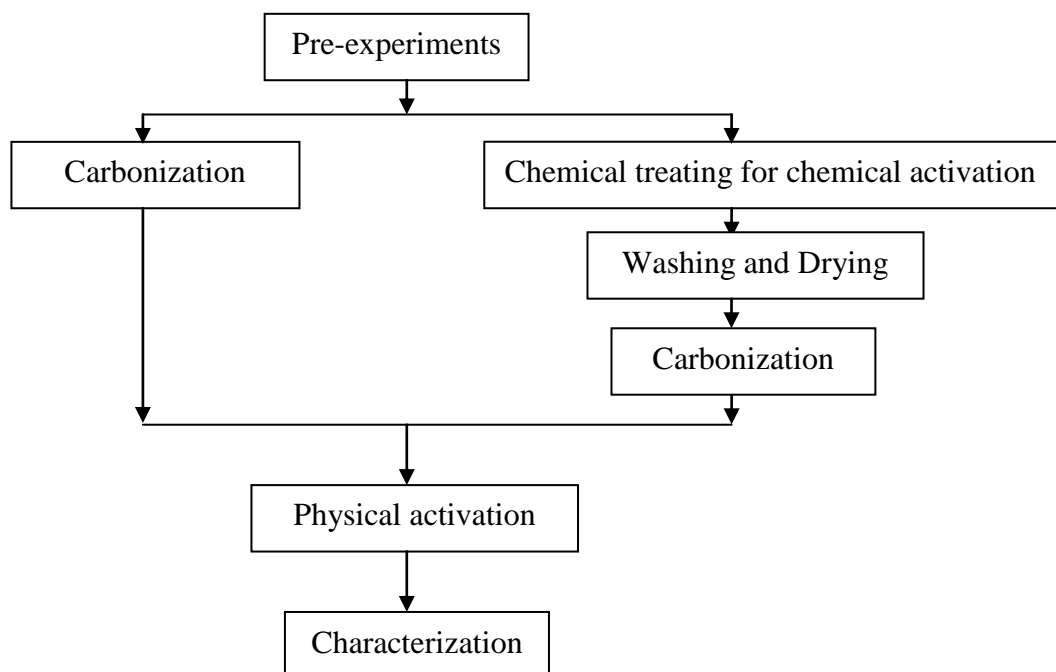 Pre-experiments
Carbonization
Chemical treating for chemical activation
Washing and Drying
Carbonization
Physical activation
Characterization